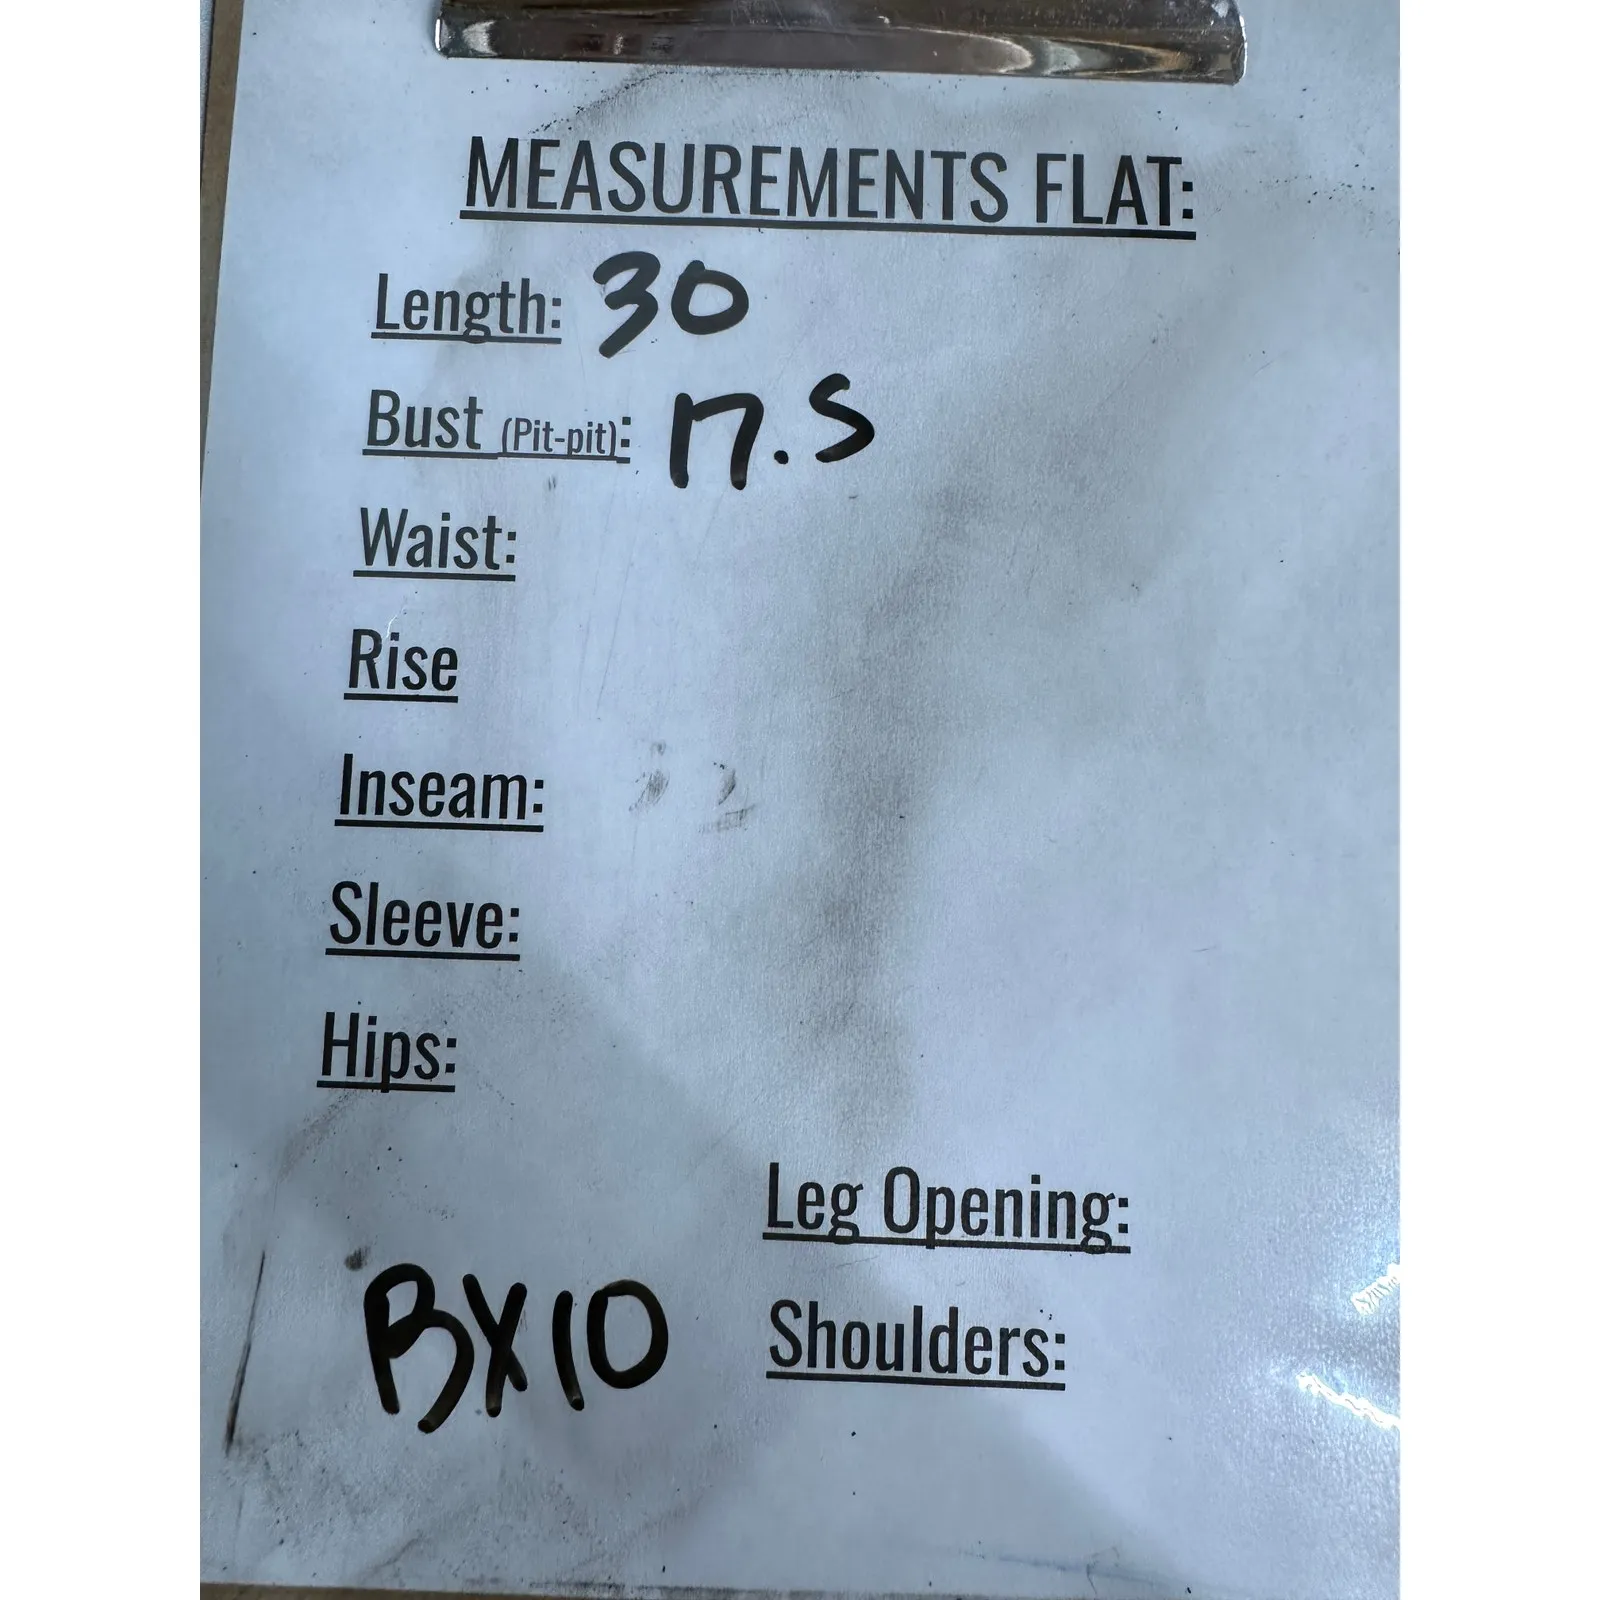 MEASUREMENTS FLAT:
Length: 30
Bust (Pit-pit): 17.5
Waist:
Rise
Inseam:
Sleeve:
Hips:
Leg Opening:
BX10
Shoulders: